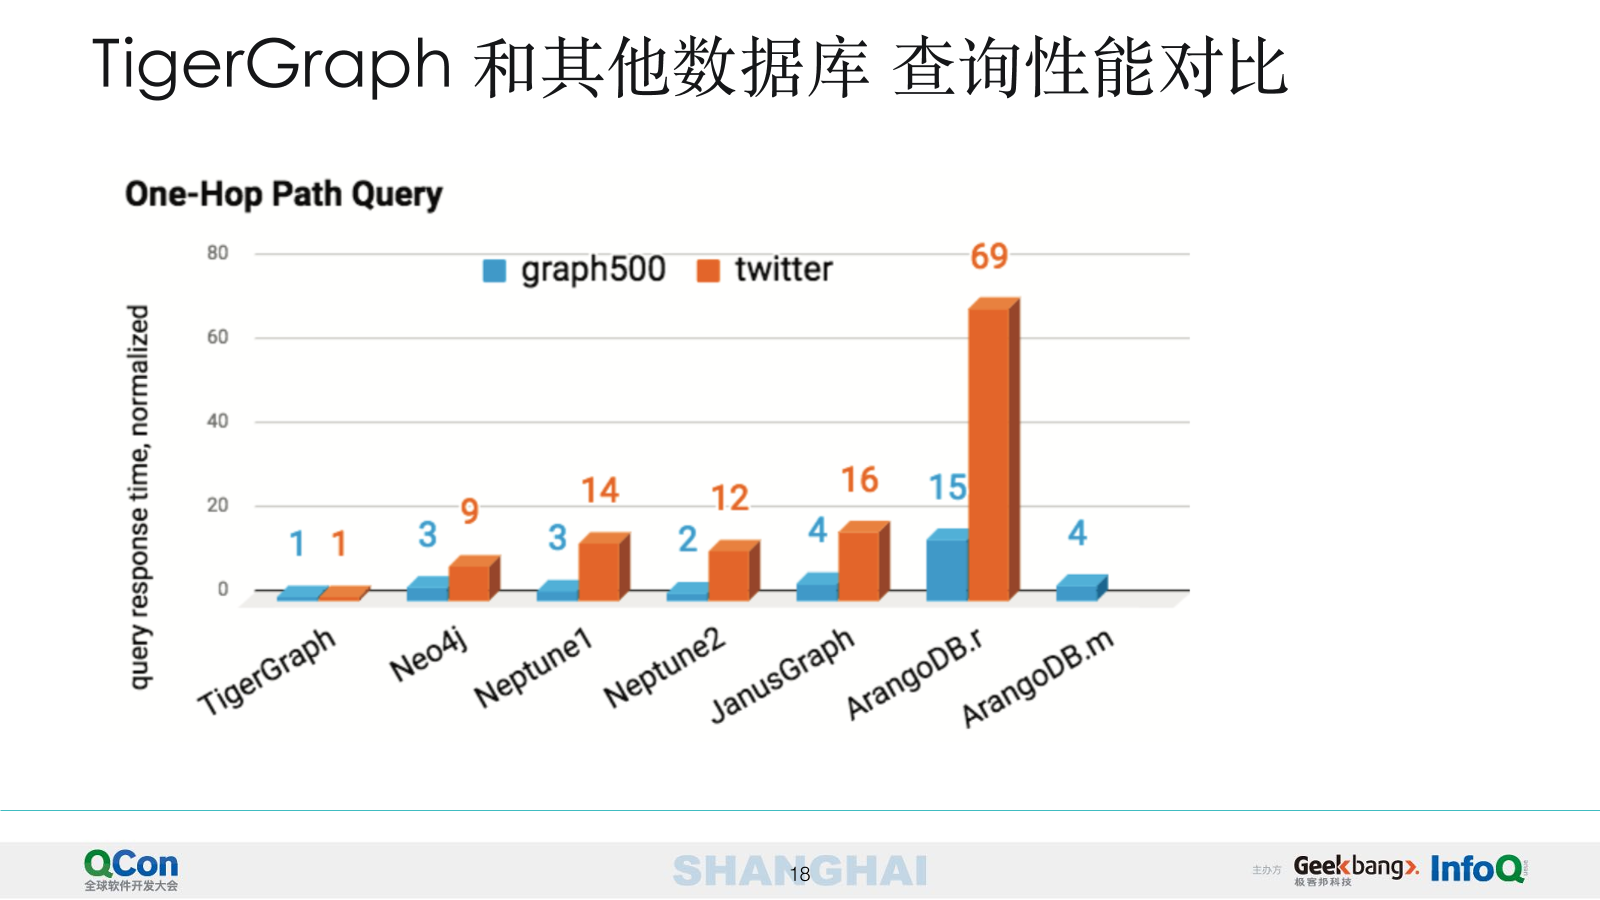 TigerGraph 和其他数据库 查询性能对比
One-Hop Path Query
query response time, normalized
80
60
40
20
0
graph500
twitter
1 1
3 9
3 14
2 12
4 16
15 69
4
TigerGraph
Neo4j
Neptune1
Neptune2
JanusGraph
ArangoDB.r
ArangoDB.m
QCon
全球软件开发大会
SHANGHAI
18
主办方
Geekbang>.
极客邦科技
InfoQ